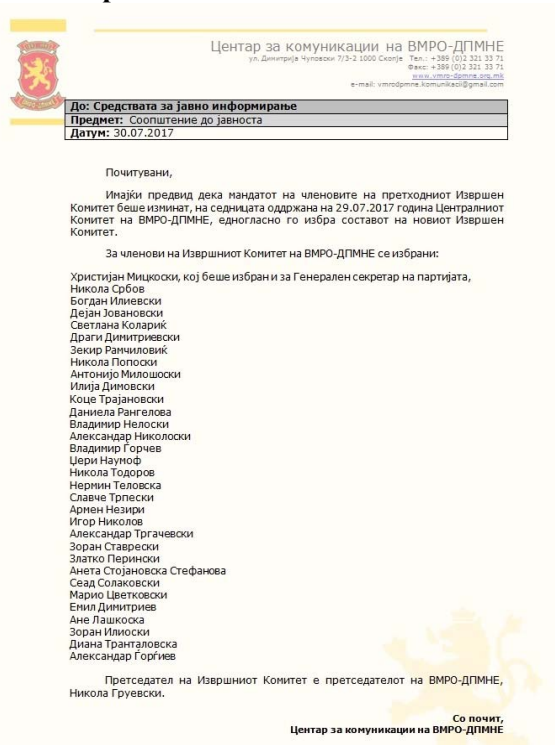 Центар за комуникации на ВМРО-ДПМНЕ
ул. Димитрија Чуповски 7/3-2 1000 Скопје Тел.: +389 (0)2 321 33 71
Факс: +389 (0)2 321 33 71
www.vmro-dpmne.org.mk
e-mail: vmrodpmne.komunikacii@gmail.com
До: Средствата за јавно информирање
Предмет: Соопштение до јавноста
Датум: 30.07.2017
Почитувани,
Имајќи предвид дека мандатот на членовите на претходниот Извршен
Комитет беше изминат, на седницата одржана на 29.07.2017 година Централниот
Комитет на ВМРО-ДПМНЕ, едногласно го избра составот на новиот Извршен
Комитет.
За членови на Извршниот Комитет на ВМРО-ДПМНЕ се избрани:
Христијан Мицкоски, кој беше избран и за Генерален секретар на партијата,
Никола Србов
Богдан Илиевски
Дејан Јовановски
Светлана Колариќ
Драги Димитриевски
Зекир Рамчиловиќ
Никола Попоски
Антонијо Милошоски
Илија Димовски
Коце Трајановски
Даниела Рангелова
Владимир Нелоски
Александар Николоски
Владимир Ѓорчев
Џери Наумоф
Никола Тодоров
Нермин Теловска
Славче Трпески
Армен Незири
Игор Николов
Александар Тргачевски
Зоран Ставрески
Златко Перински
Анета Стојановска Стефанова
Сеад Солаковски
Марио Цветковски
Емил Димитриев
Ане Лашкоска
Зоран Илиоски
Диана Транталовска
Александар Ѓорѓиев
Претседател на Извршниот Комитет е претседателот на ВМРО-ДПМНЕ,
Никола Груевски.
Со почит,
Центар за комуникации на ВМРО-ДПМНЕ